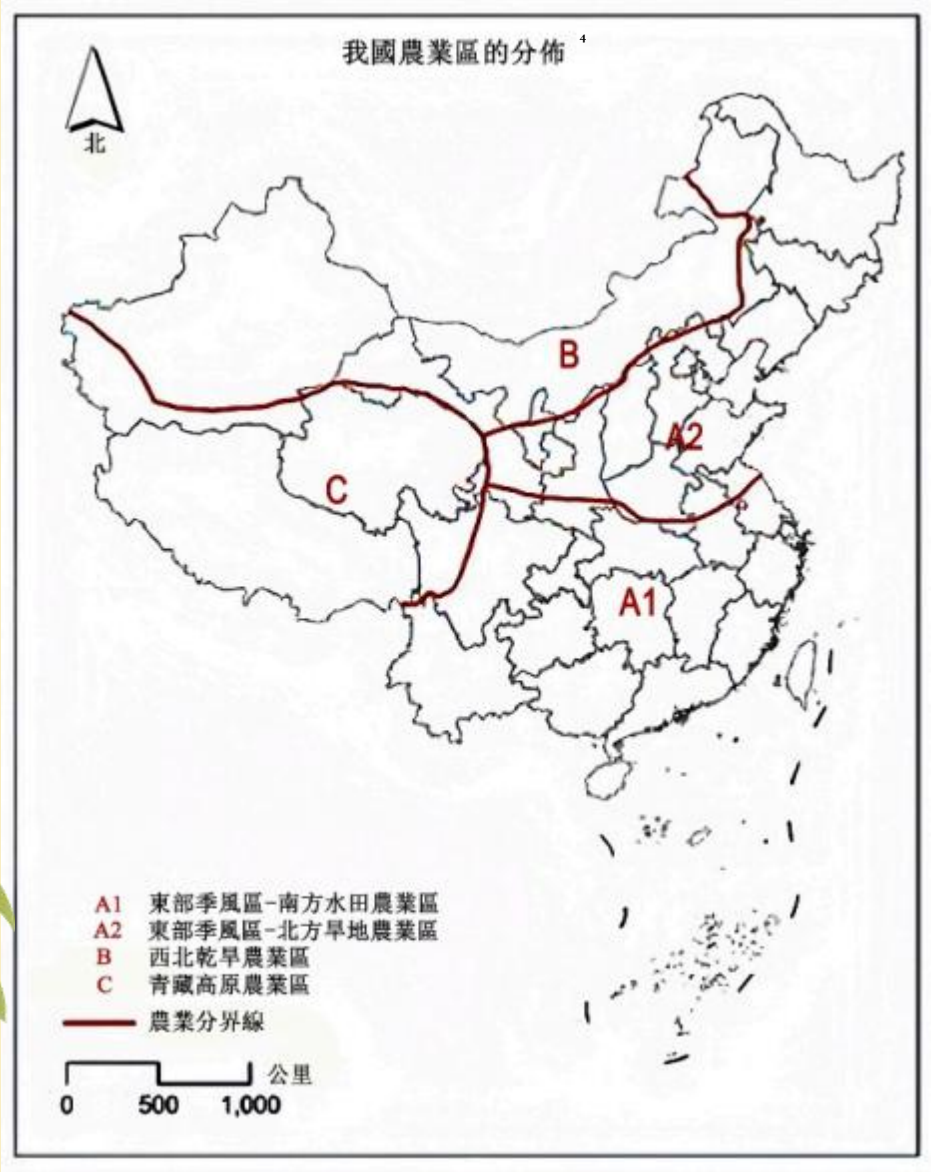 我國農業區的分佈 4
北
B
A2
C
A1
A1 東部季風區-南方水田農業區
A2 東部季風區-北方旱地農業區
B 西北乾旱農業區
C 青藏高原農業區
農業分界線
公里
0 500 1,000